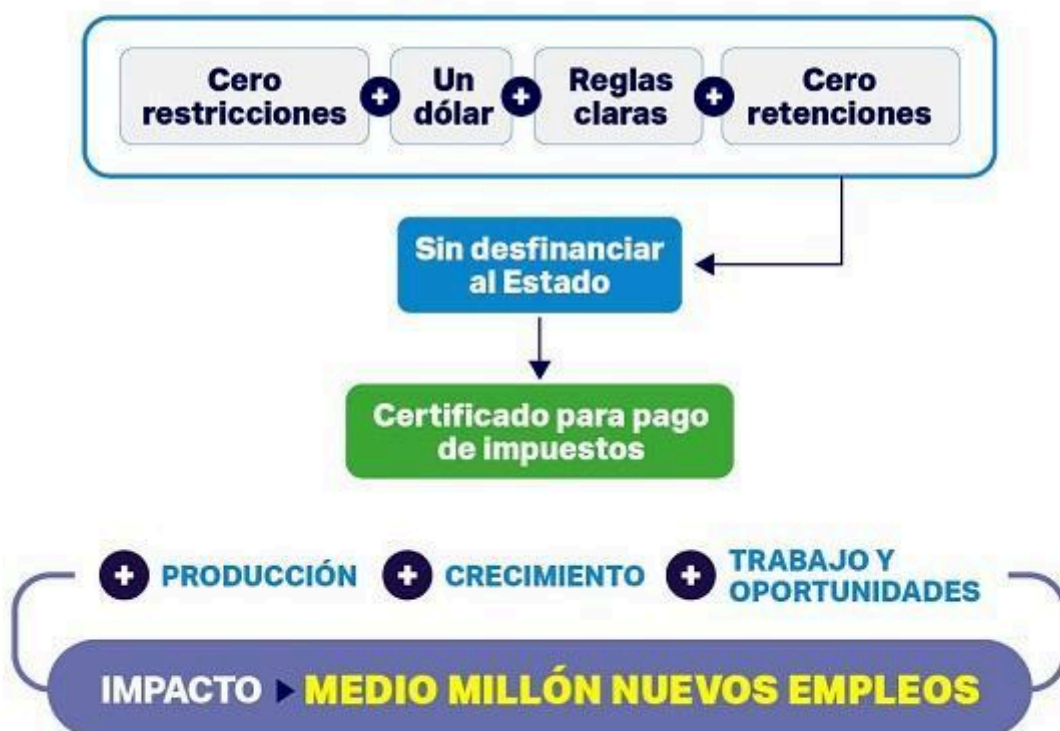 Cero restricciones + Un dólar + Reglas claras + Cero retenciones
Sin desfinanciar
al Estado
Certificado para pago
de impuestos
+ PRODUCCIÓN + CRECIMIENTO + TRABAJO Y OPORTUNIDADES
IMPACTO ▶ MEDIO MILLÓN NUEVOS EMPLEOS